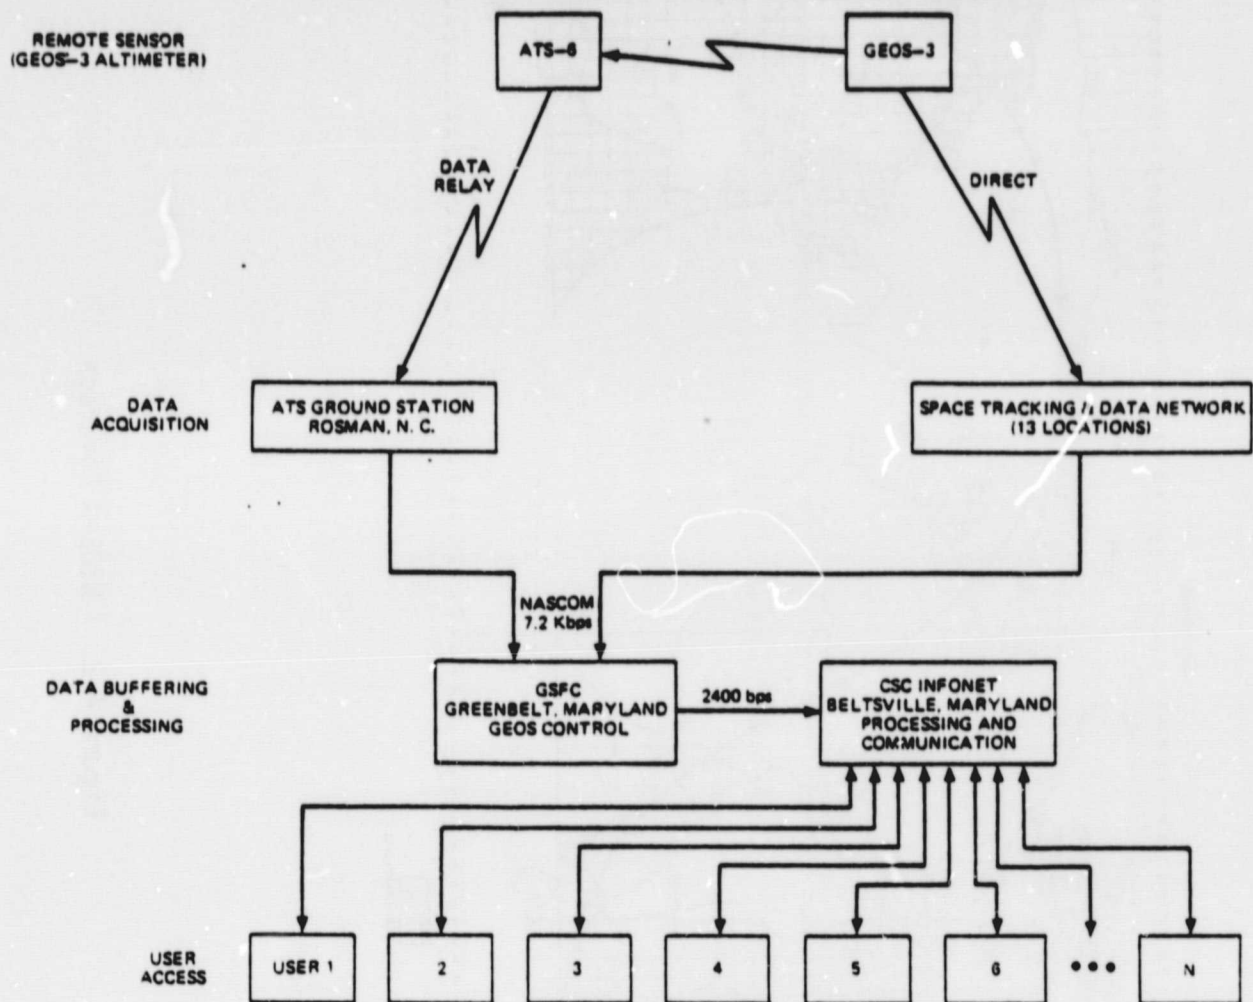 REMOTE SENSOR
(GEOS-3 ALTIMETER)
ATS-6
GEOS-3
DATA
RELAY
DIRECT
DATA
ACQUISITION
ATS GROUND STATION
ROSMAN, N. C.
SPACE TRACKING DATA NETWORK
(13 LOCATIONS)
NASCOM
7.2 Kbps
DATA BUFFERING
&
PROCESSING
GSFC
GREENBELT, MARYLAND
GEOS CONTROL
2400 bps
CSC INFONET
BELTSVILLE, MARYLAND
PROCESSING AND
COMMUNICATION
USER
ACCESS
USER 1
2
3
4
5
6
•••
N